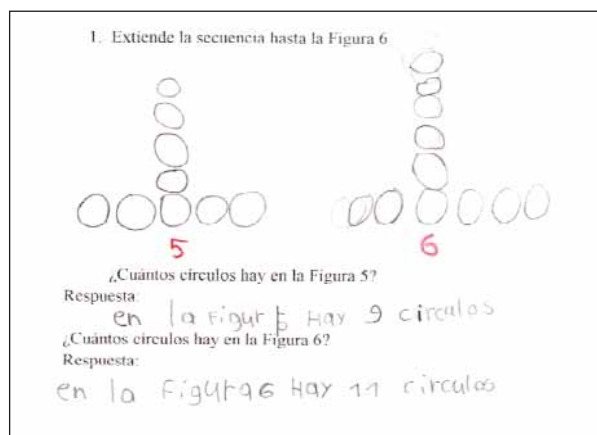 1. Extiende la secuencia hasta la Figura 6
5 6
¿Cuántos círculos hay en la Figura 5?
Respuesta:
en la Figur 5 Hay 9 circulos
¿Cuántos círculos hay en la Figura 6?
Respuesta:
en la Figura 6 Hay 11 circulos